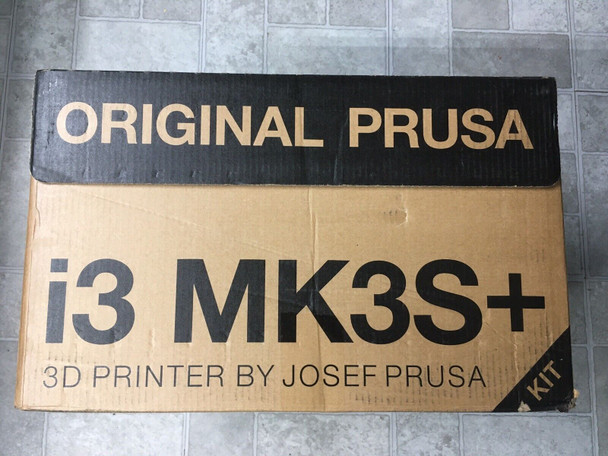 ORIGINAL PRUSA
i3 MK3S+
3D PRINTER BY JOSEF PRUSA
KIT